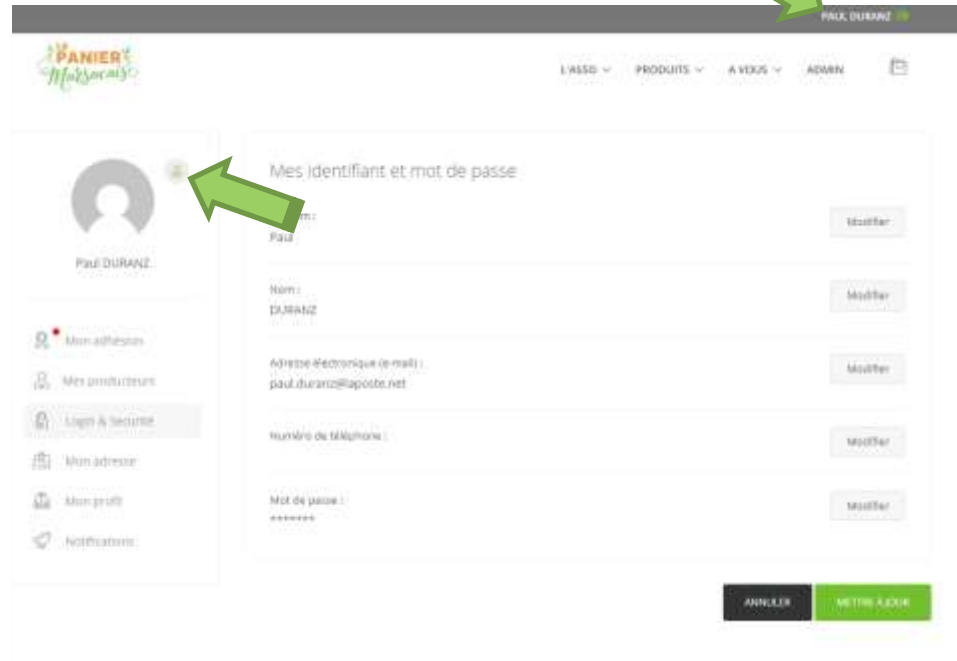 PAUL DURANZ
PANIER
Marsacais
L'ASSO
PRODUITS
A VOUS
ADMIN
Mes identifiant et mot de passe
Paul
Modifier
Paul DURANZ
Nom :
DURANZ
Modifier
Mon adhésion
Adresse électronique (e-mail) :
paul.duranz@laposte.net
Modifier
Mes producteurs
Login & Securité
Numéro de téléphone :
Modifier
Mon adresse
Mon profil
Mot de passe :
*******
Modifier
Notifications
ANNULER
METTRE À JOUR